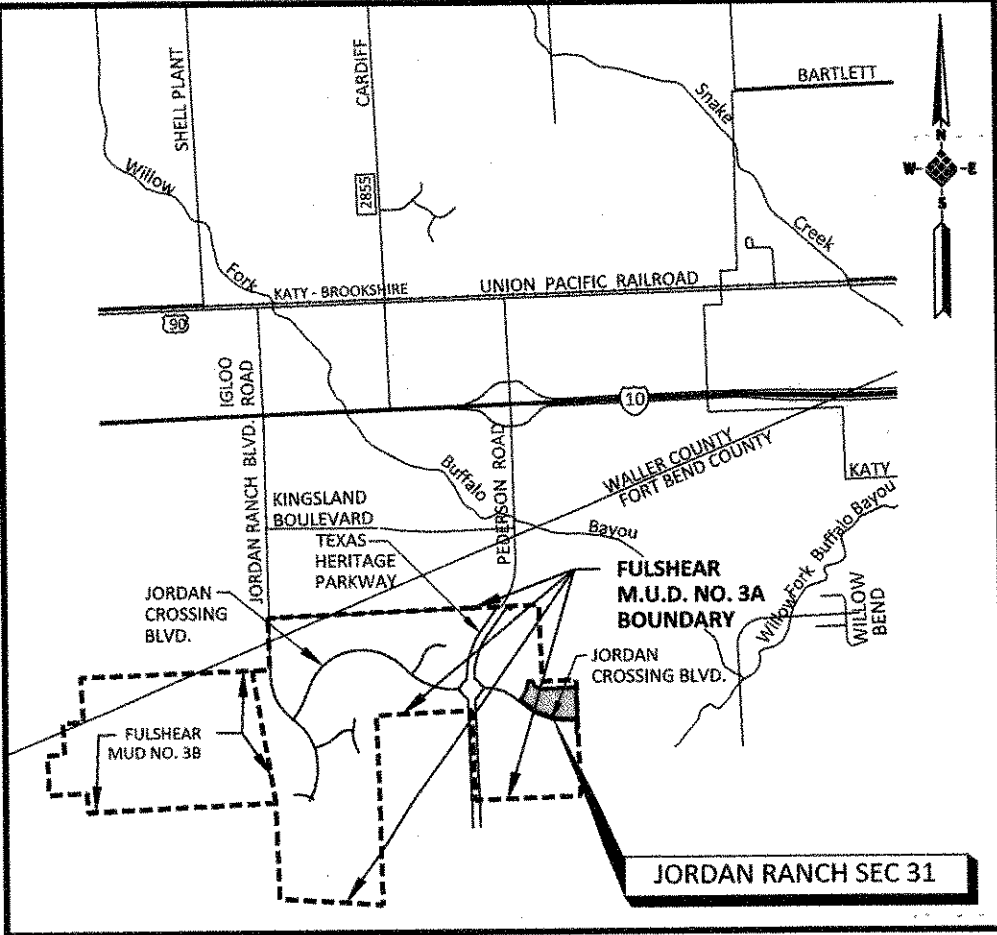 SHELL PLANT
CARDIFF
BARTLETT
Snake
N
W
E
S
Willow
2855
Creek
Fork
KATY - BROOKSHIRE
UNION PACIFIC RAILROAD
90
IGLOO
ROAD
10
JORDAN RANCH BLVD.
PEDERSON ROAD
WALLER COUNTY
FORT BEND COUNTY
Buffalo
KATY
KINGSLAND
BOULEVARD
Bayou
TEXAS
HERITAGE
PARKWAY
Willow Fork Buffalo Bayou
FULSHEAR
M.U.D. NO. 3A
BOUNDARY
WILLOW
BEND
JORDAN
CROSSING
BLVD.
JORDAN
CROSSING BLVD.
FULSHEAR
MUD NO. 3B
JORDAN RANCH SEC 31